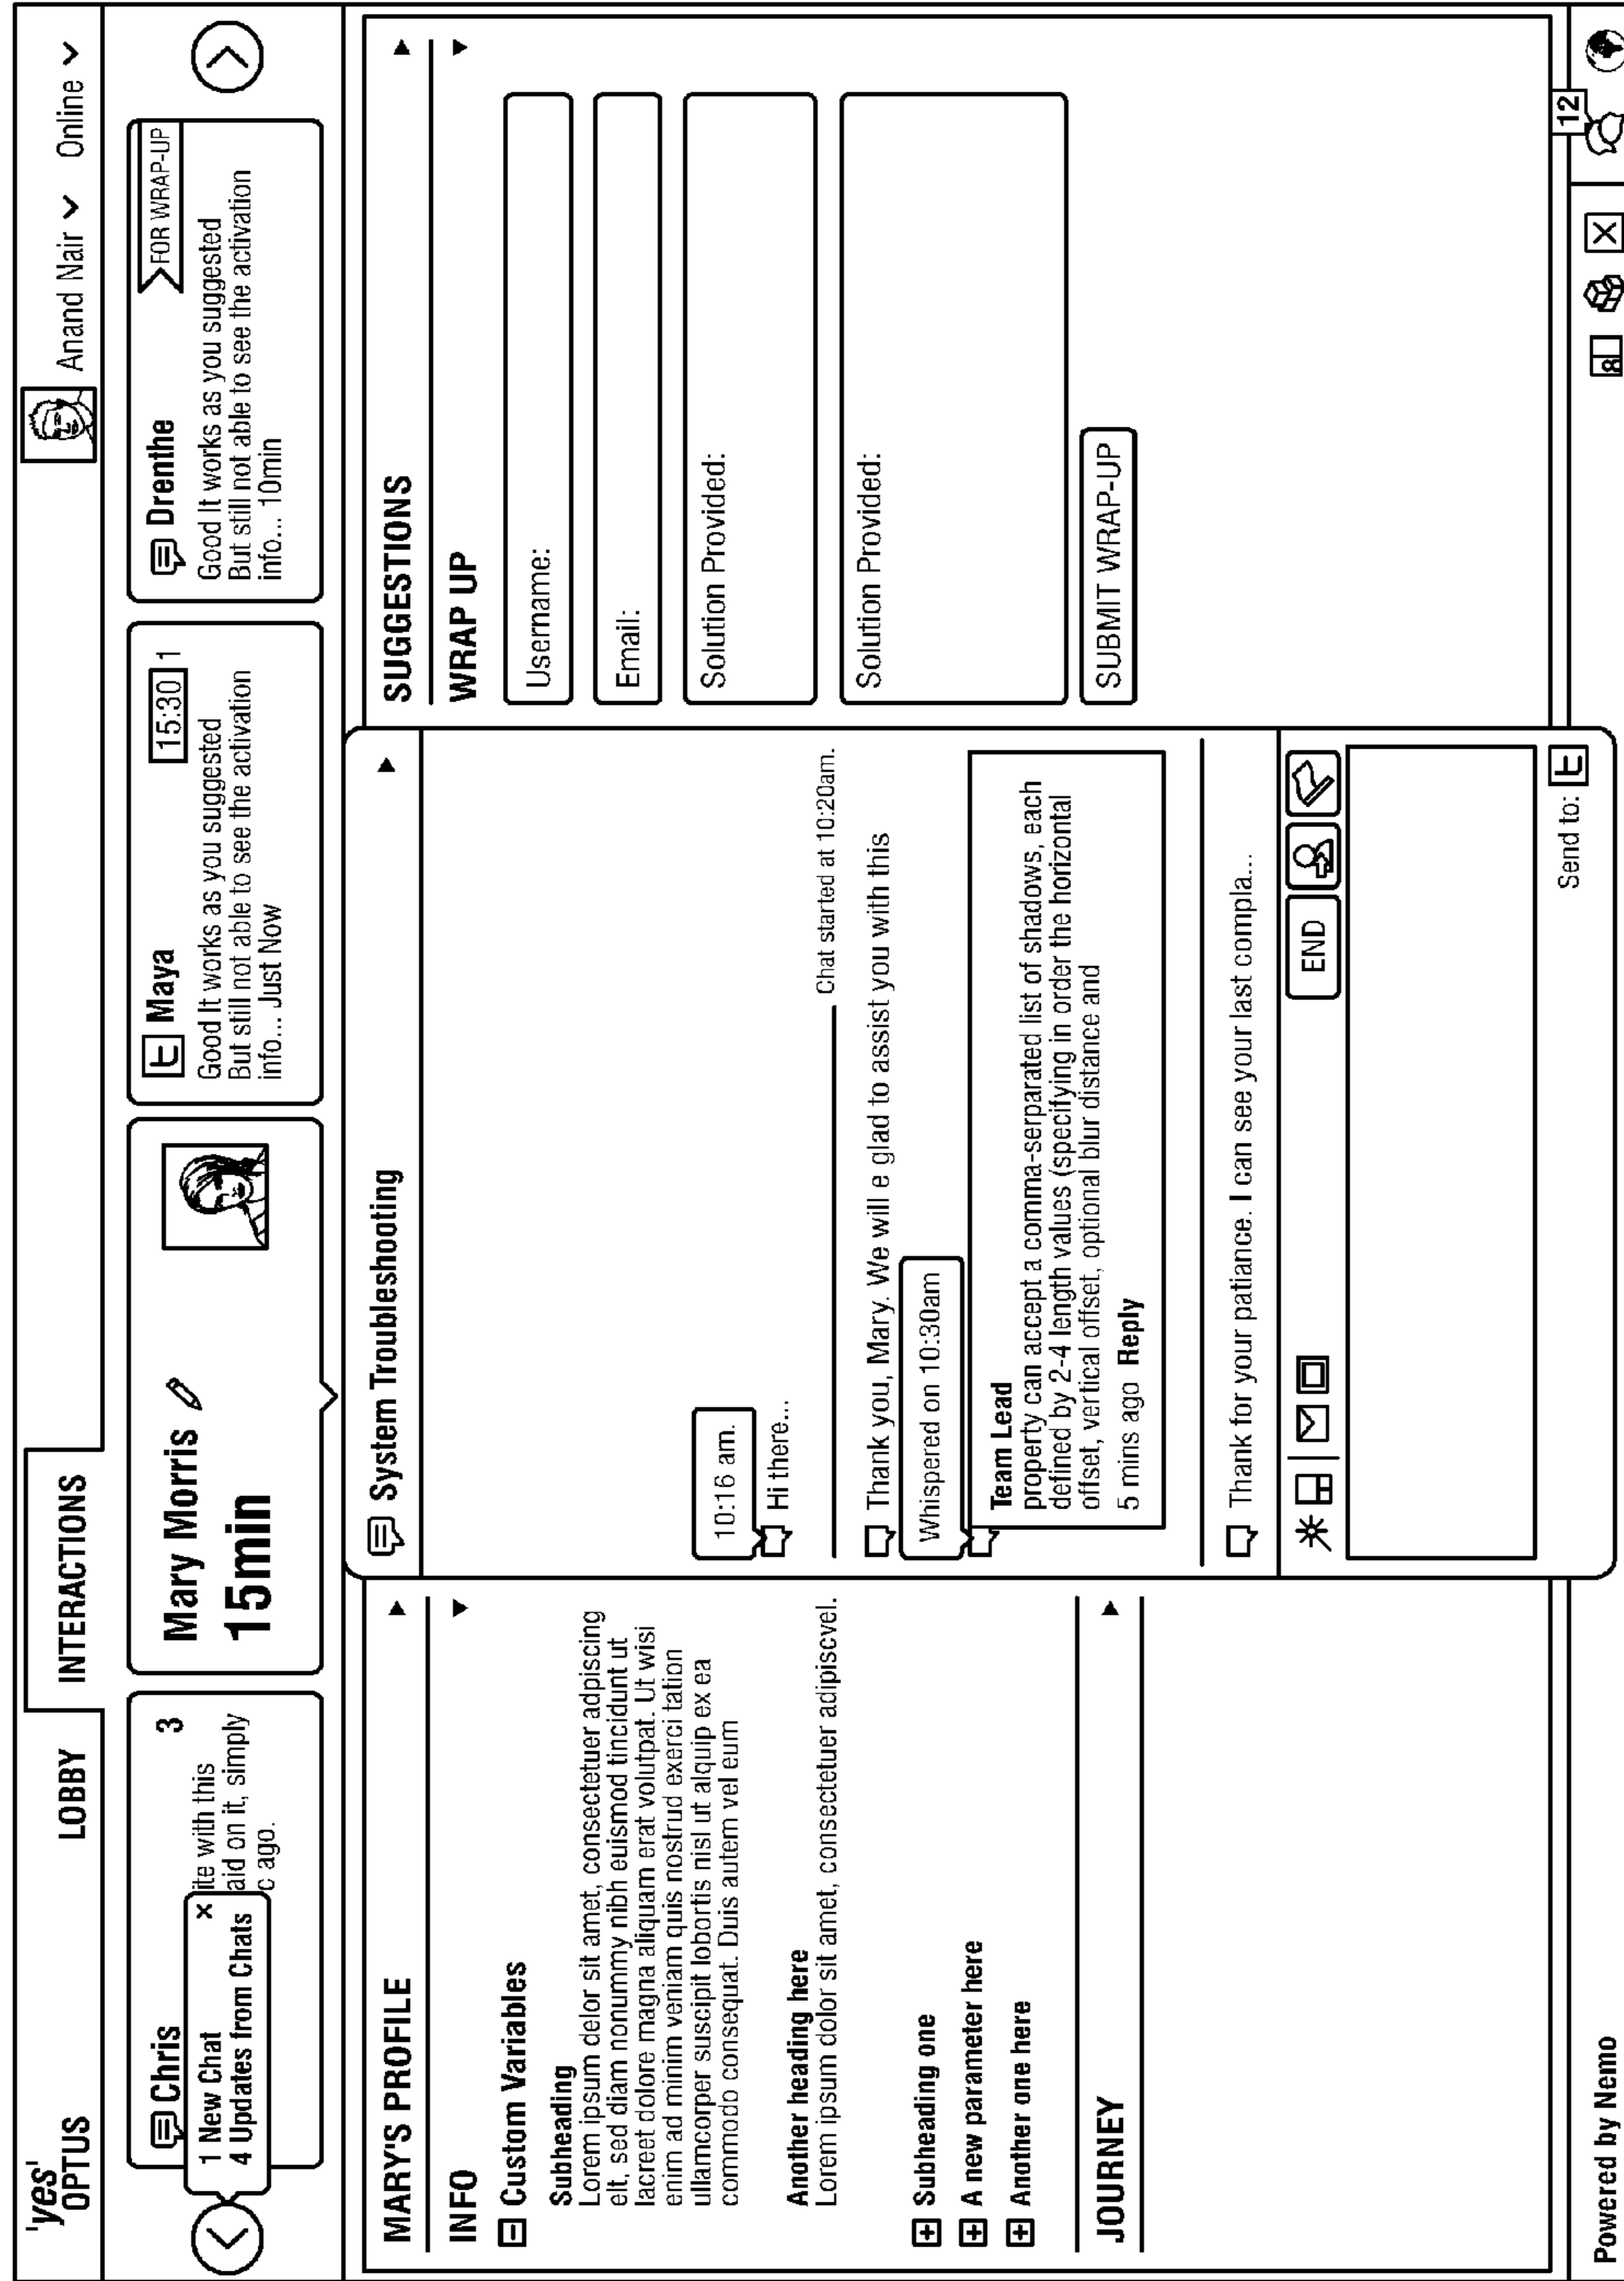 'yes'
OPTUS
LOBBY
INTERACTIONS
Anand Nair
Online
Chris
3
ite with this
aid on it, simply
c ago.
1 New Chat
x
4 Updates from Chats
Mary Morris
15min
Maya
15:30 1
Good It works as you suggested
But still not able to see the activation
info... Just Now
Drenthe
FOR WRAP-UP
Good It works as you suggested
But still not able to see the activation
info... 10min
MARY'S PROFILE
INFO
Custom Variables
Subheading
Lorem ipsum delor sit amet, consectetuer adpiscing
elt, sed diam nonummy nibh euismod tincidunt ut
lacreet dolore magna aliquam erat volutpat. Ut wisi
enim ad minim veniam quis nostrud exerci tation
ullamcorper suscipit lobortis nisl ut alquip ex ea
commodo consequat. Duis autem vel eum
Another heading here
Lorem ipsum dolor sit amet, consectetuer adipiscvel.
Subheading one
A new parameter here
Another one here
JOURNEY
System Troubleshooting
10:16 am.
Hi there...
Chat started at 10:20am.
Thank you, Mary. We will e glad to assist you with this
Whispered on 10:30am
Team Lead
property can accept a comma-serparated list of shadows, each
defined by 2-4 length values (specifying in order the horizontal
offset, vertical offset, optional blur distance and
5 mins ago Reply
Thank for your patiance. I can see your last compla...
END
Send to: t
SUGGESTIONS
WRAP UP
Username:
Email:
Solution Provided:
Solution Provided:
SUBMIT WRAP-UP
Powered by Nemo
8
12